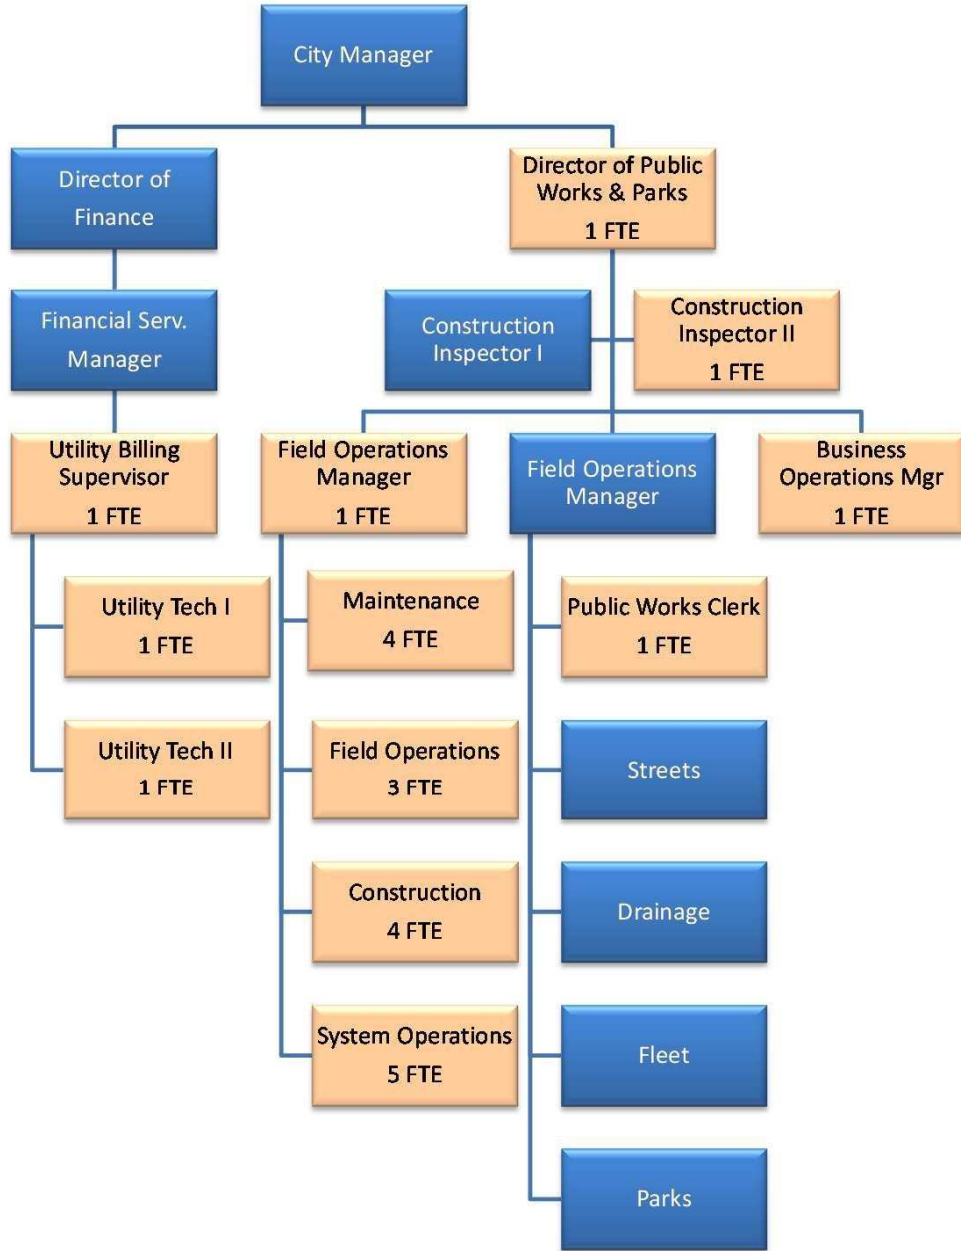 City Manager
Director of
Finance
Director of Public
Works & Parks
1 FTE
Financial Serv.
Manager
Construction
Inspector I
Construction
Inspector II
1 FTE
Utility Billing
Supervisor
1 FTE
Field Operations
Manager
1 FTE
Field Operations
Manager
Business
Operations Mgr
1 FTE
Utility Tech I
1 FTE
Maintenance
4 FTE
Public Works Clerk
1 FTE
Utility Tech II
1 FTE
Field Operations
3 FTE
Streets
Construction
4 FTE
Drainage
System Operations
5 FTE
Fleet
Parks